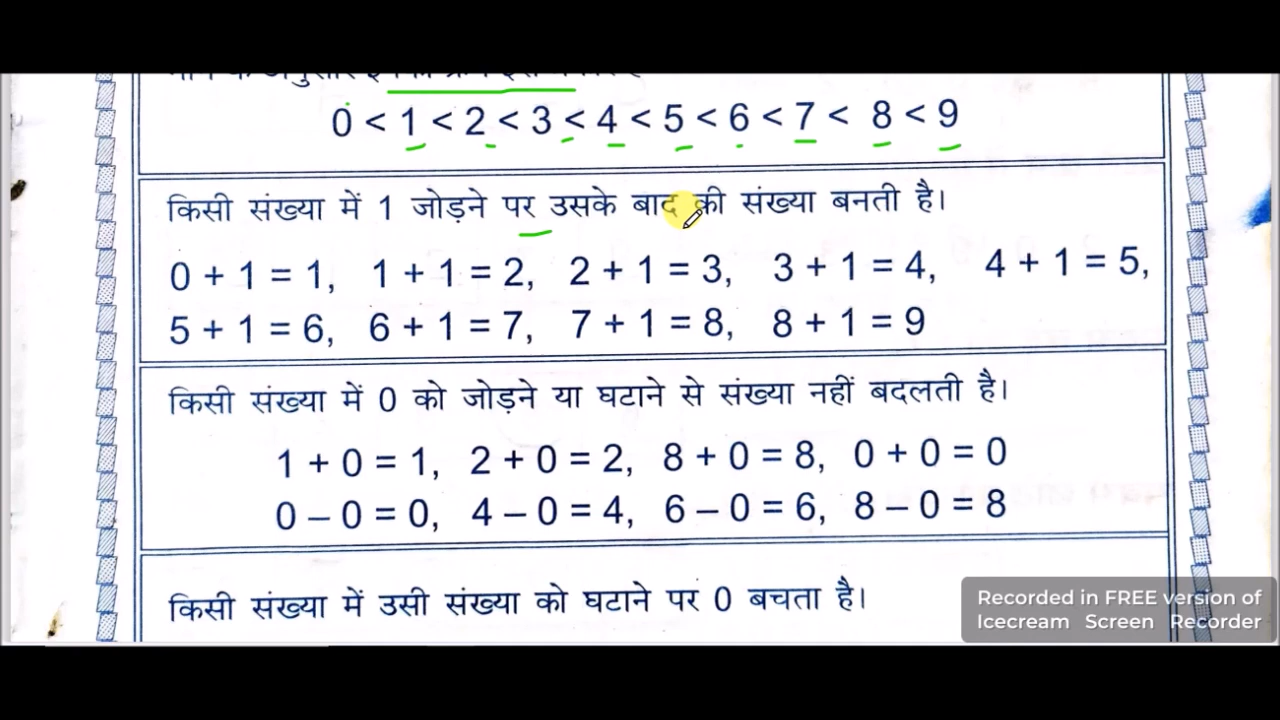 0 < 1 < 2 < 3 < 4 < 5 < 6 < 7 < 8 < 9
किसी संख्या में 1 जोड़ने पर उसके बाद की संख्या बनती है।
0 + 1 = 1, 1 + 1 = 2, 2 + 1 = 3, 3 + 1 = 4, 4 + 1 = 5,
5 + 1 = 6, 6 + 1 = 7, 7 + 1 = 8, 8 + 1 = 9
किसी संख्या में 0 को जोड़ने या घटाने से संख्या नहीं बदलती है।
1 + 0 = 1, 2 + 0 = 2, 8 + 0 = 8, 0 + 0 = 0
0 – 0 = 0, 4 – 0 = 4, 6 – 0 = 6, 8 – 0 = 8
किसी संख्या में उसी संख्या को घटाने पर 0 बचता है।
Recorded in FREE version of
Icecream Screen Recorder